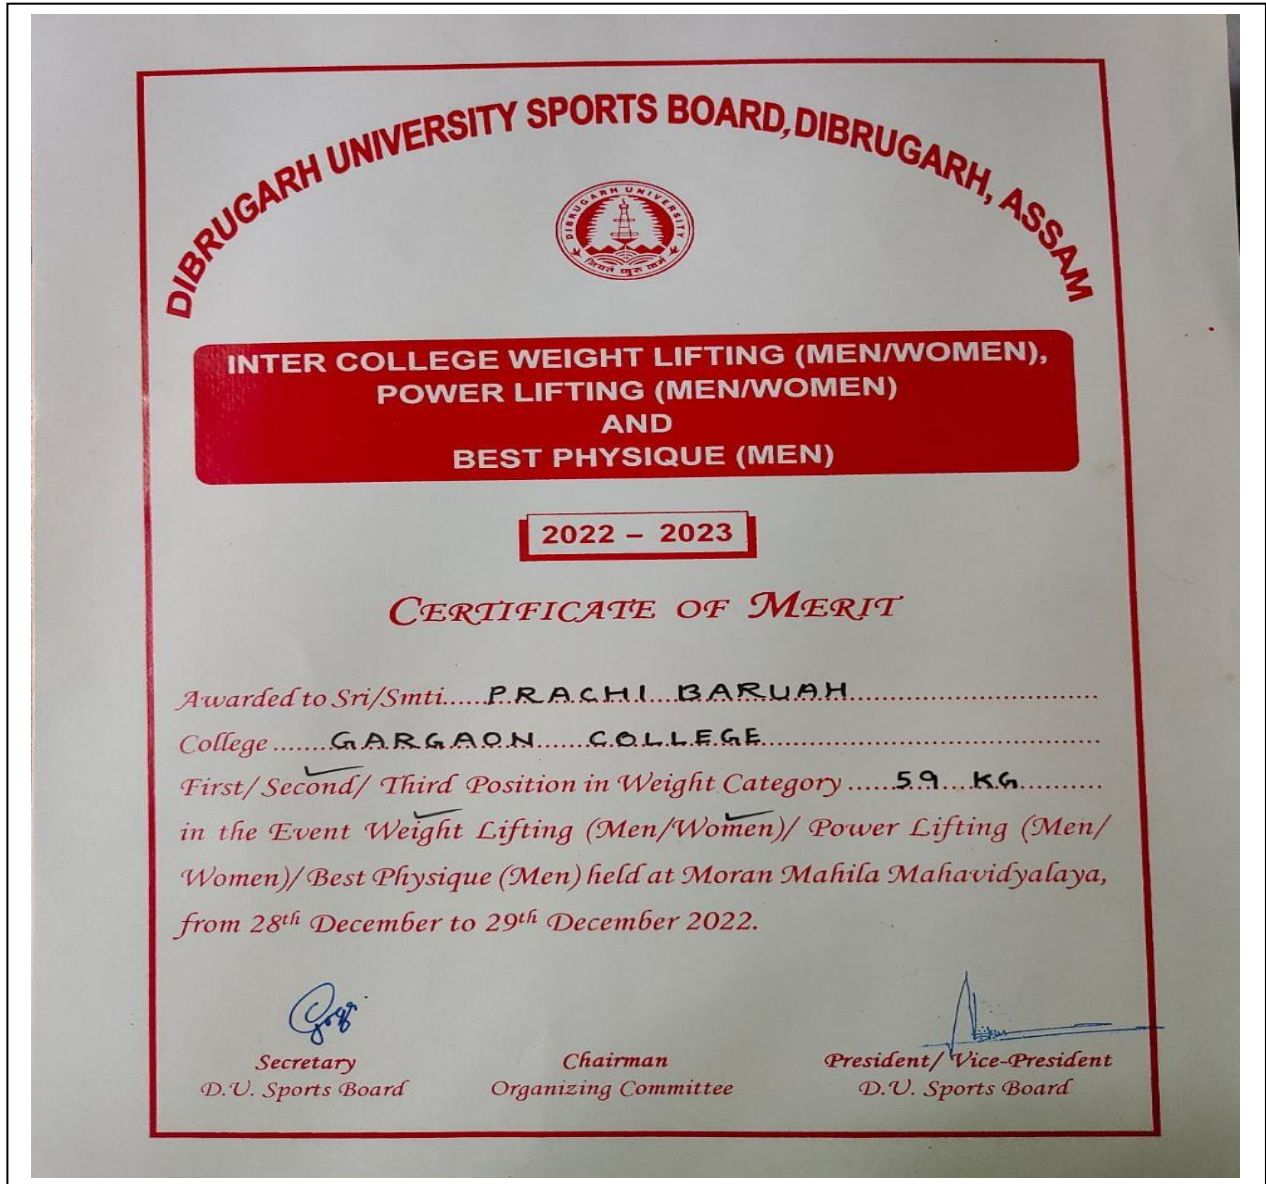 DIBRUGARH UNIVERSITY SPORTS BOARD, DIBRUGARH, ASSAM
DIBRUGARH UNIVERSITY
INTER COLLEGE WEIGHT LIFTING (MEN/WOMEN),
POWER LIFTING (MEN/WOMEN)
AND
BEST PHYSIQUE (MEN)
2022 – 2023
CERTIFICATE OF MERIT
Awarded to Sri/Smti......PRACHI BARUAH..............................
College.......GARGAON COLLEGE........................................
First/Second/ Third Position in Weight Category ......59 KG...........
in the Event Weight Lifting (Men/Women)/ Power Lifting (Men/
Women)/Best Physique (Men) held at Moran Mahila Mahavidyalaya,
from 28th December to 29th December 2022.
Secretary Chairman President/ Vice-President
D.U. Sports Board Organizing Committee D.U. Sports Board